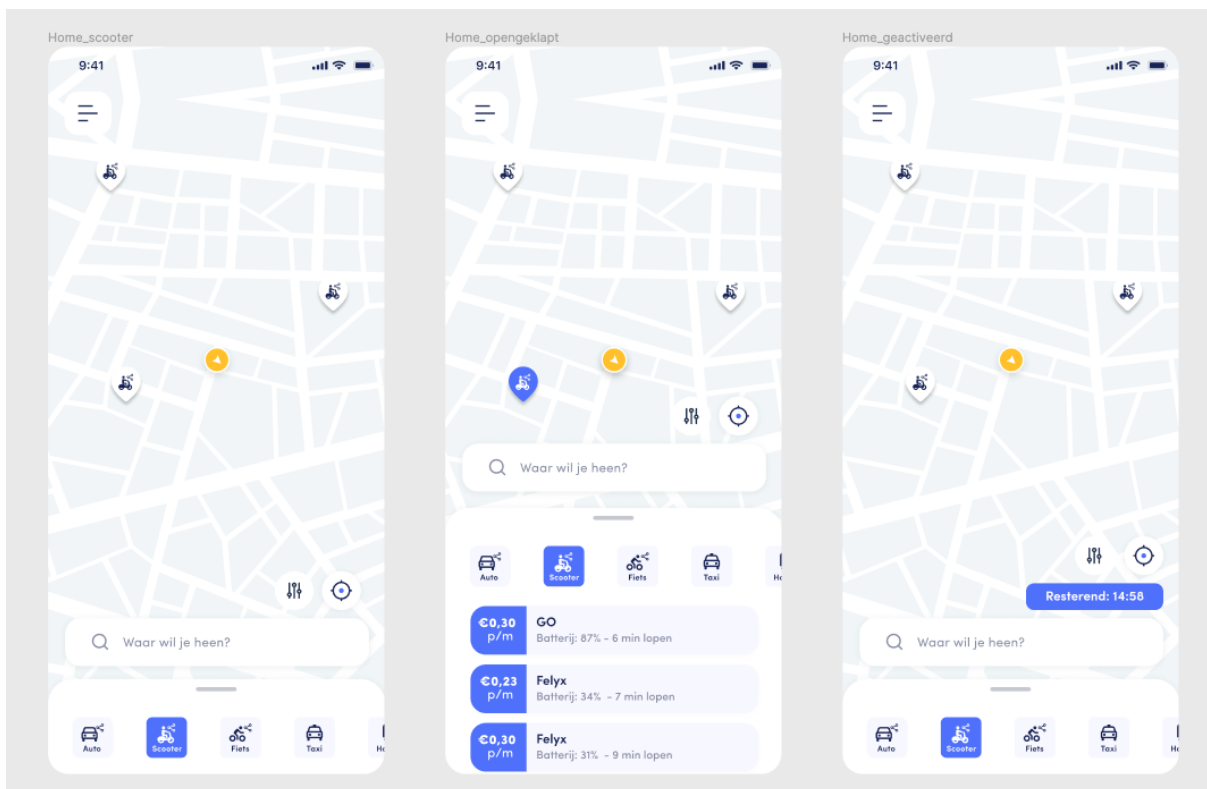 Home_scooter
9:41
Waar wil je heen?
Auto
Scooter
Fiets
Taxi
Ho
Home_opengeklapt
9:41
Waar wil je heen?
Auto
Scooter
Fiets
Taxi
Ho
€0,30 p/m
GO
Batterij: 87% - 6 min lopen
€0,23 p/m
Felyx
Batterij: 34% - 7 min lopen
€0,30 p/m
Felyx
Batterij: 31% - 9 min lopen
Home_geactiveerd
9:41
Resterend: 14:58
Waar wil je heen?
Auto
Scooter
Fiets
Taxi
Ho